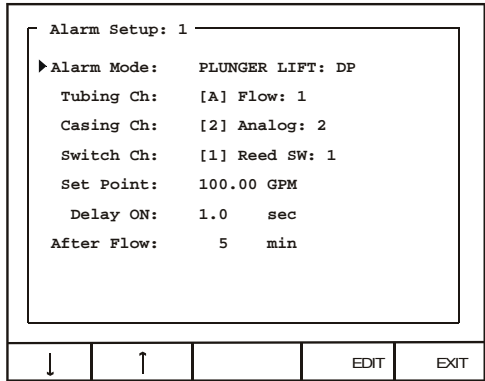 Alarm Setup: 1
Alarm Mode: PLUNGER LIFT: DP
Tubing Ch: [A] Flow: 1
Casing Ch: [2] Analog: 2
Switch Ch: [1] Reed SW: 1
Set Point: 100.00 GPM
Delay ON: 1.0 sec
After Flow: 5 min
↓ ↑ EDIT EXIT